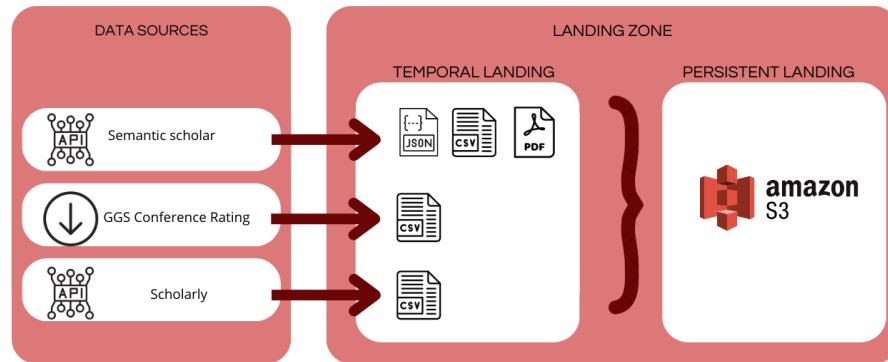 DATA SOURCES
LANDING ZONE
TEMPORAL LANDING
PERSISTENT LANDING
API
Semantic scholar
{...}
JSON
CSV
PDF
GGS Conference Rating
CSV
amazon
S3
API
Scholarly
CSV